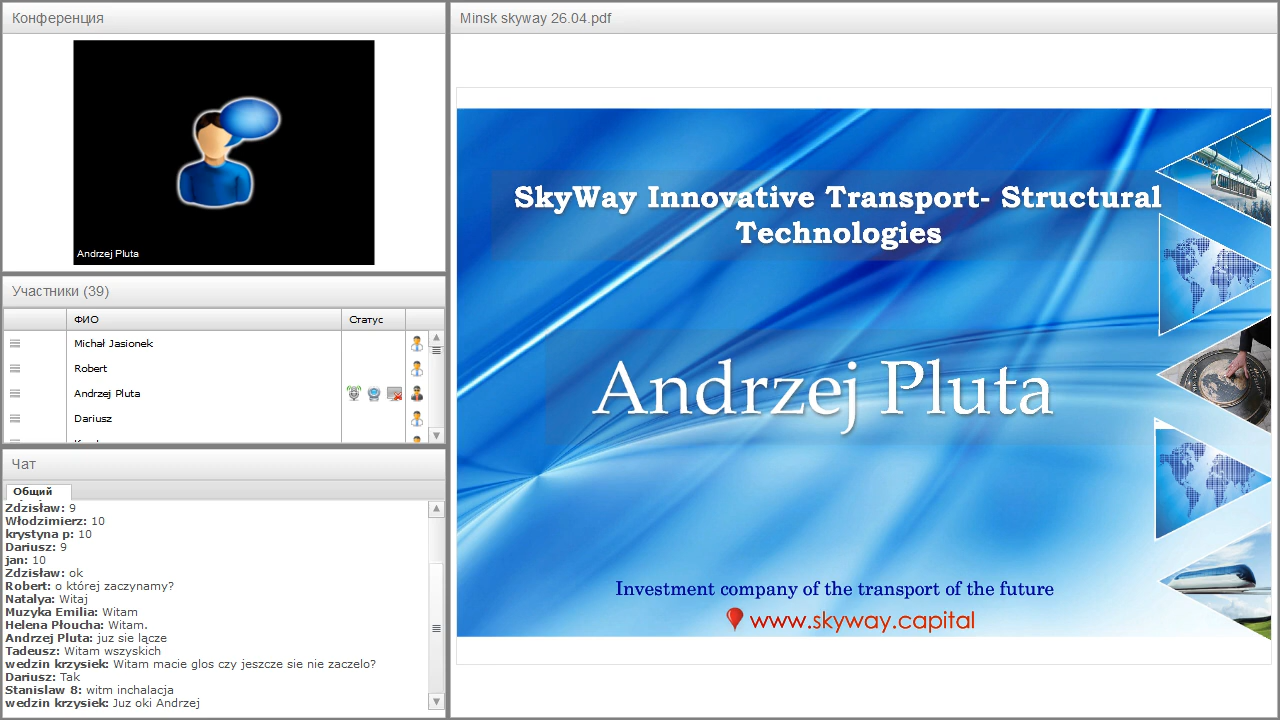 Конференция
Andrzej Pluta
Участники (39)
ФИО
Статус
Michał Jasionek
Robert
Andrzej Pluta
Dariusz
Чат
Общий
Zdzisław: 9
Włodzimierz: 10
krystyna p: 10
Dariusz: 9
jan: 10
Zdzisław: ok
Robert: o której zaczynamy?
Natalya: Witaj
Muzyka Emilia: Witam
Helena Płoucha: Witam.
Andrzej Pluta: juz sie lącze
Tadeusz: Witam wszyskich
wedzin krzysiek: Witam macie glos czy jeszcze sie nie zaczelo?
Dariusz: Tak
Stanislaw 8: witm inchalacja
wedzin krzysiek: Juz oki Andrzej
Minsk skyway 26.04.pdf
SkyWay Innovative Transport- Structural
Technologies
Andrzej Pluta
Investment company of the transport of the future
www.skyway.capital